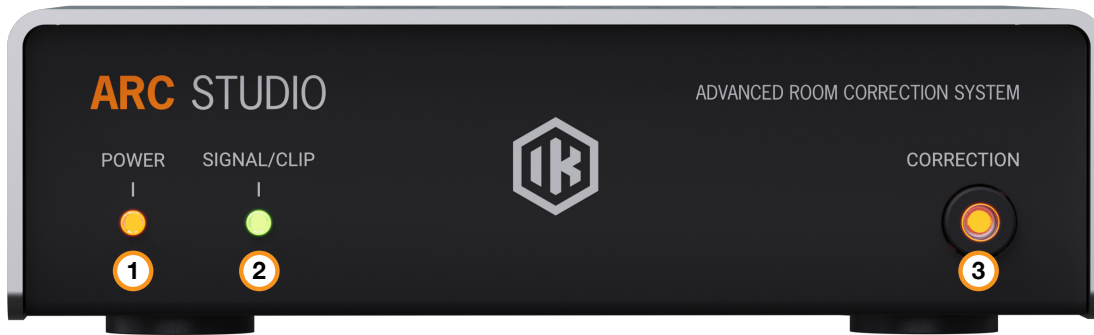 ARC STUDIO
ADVANCED ROOM CORRECTION SYSTEM
POWER
SIGNAL/CLIP
IK
CORRECTION
1
2
3